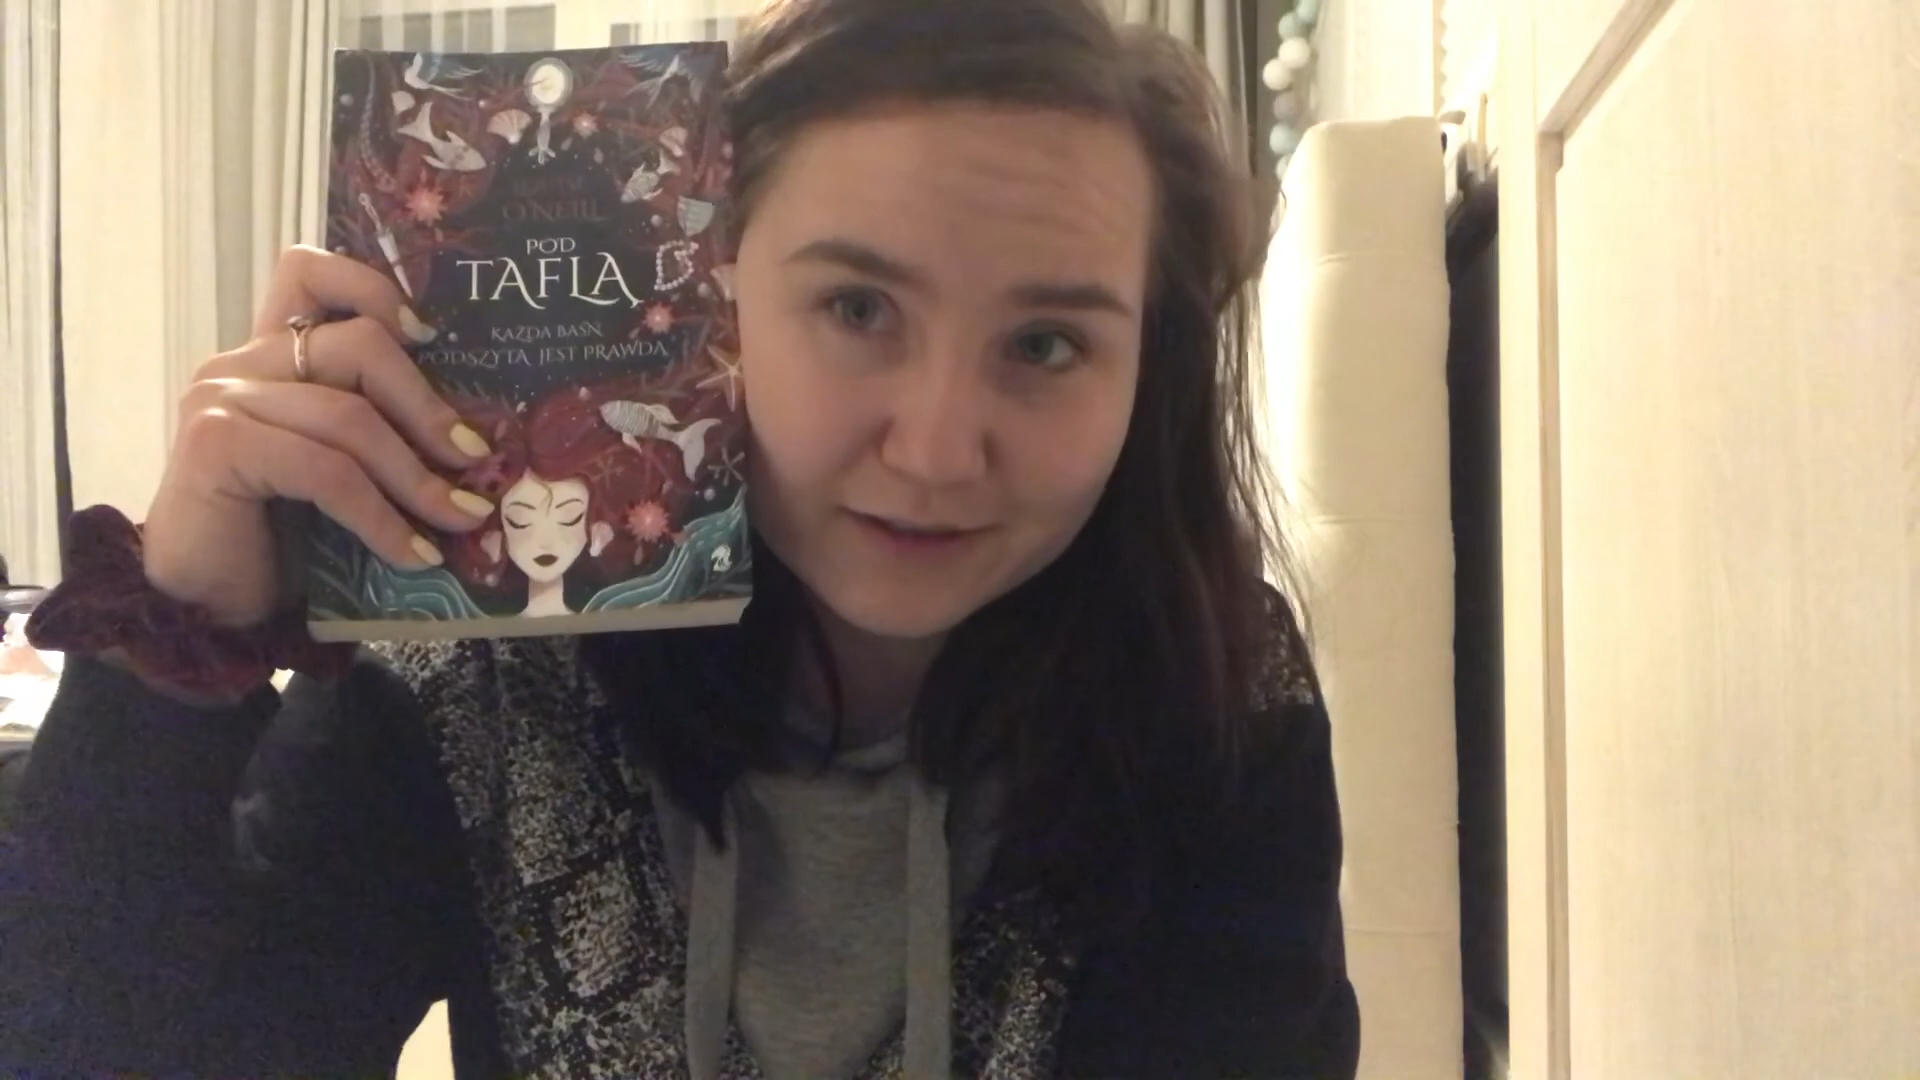 O'NEILL
POD
TAFLĄ
KAŻDA BAŚŃ
PODSZYTA JEST PRAWDĄ